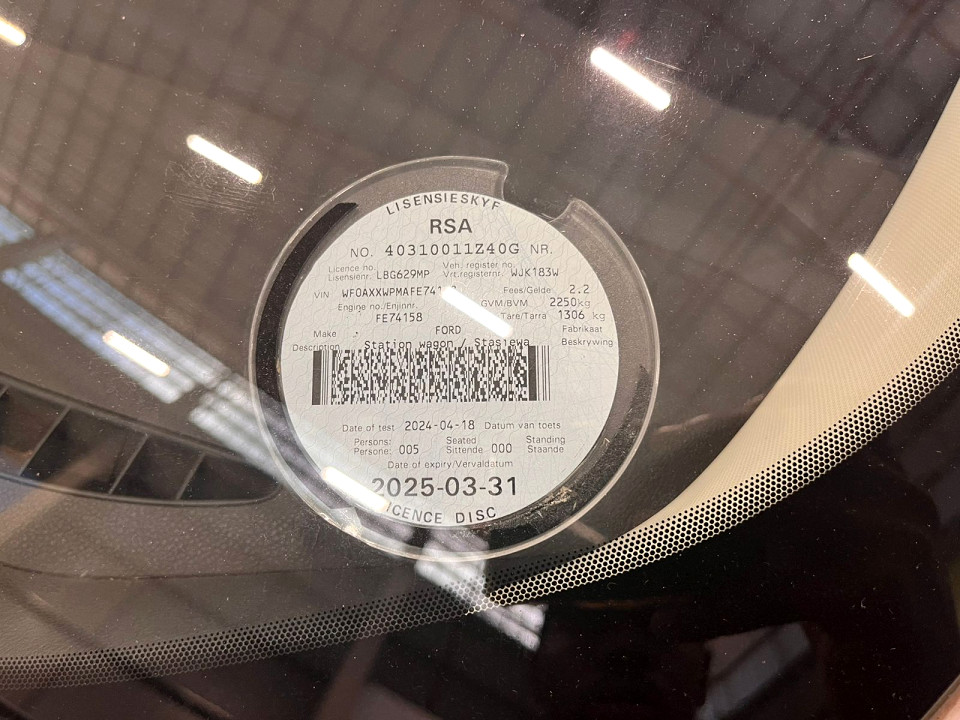 LISENSIESKYF
RSA
NO. 40310011Z40G NR.
Licence no. Veh. register no.
Lisensienr. LBG629MP Vrt.registernr. WJK183W
VIN Fees/Gelde 2.2
Engine no./Enjinnr. GVM/BVM 2250kg
FE74158 Tare/Tarra 1306 kg
Make FORD Fabrikaat
Description Station wagon / Stasiewa Beskrywing
Date of test 2024-04-18 Datum van toets
Persons: Seated Standing
Persone: 005 Sittende 000 Staande
Date of expiry/Vervaldatum
2025-03-31
LICENCE DISC